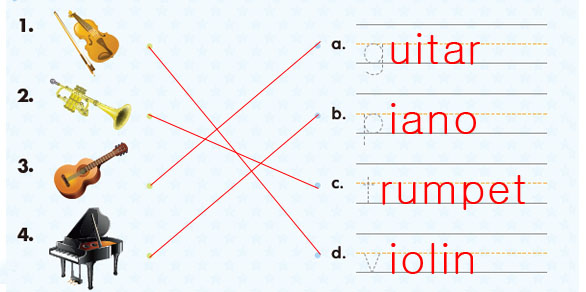 1. a. guitar
2. b. piano
3. c. trumpet
4. d. violin